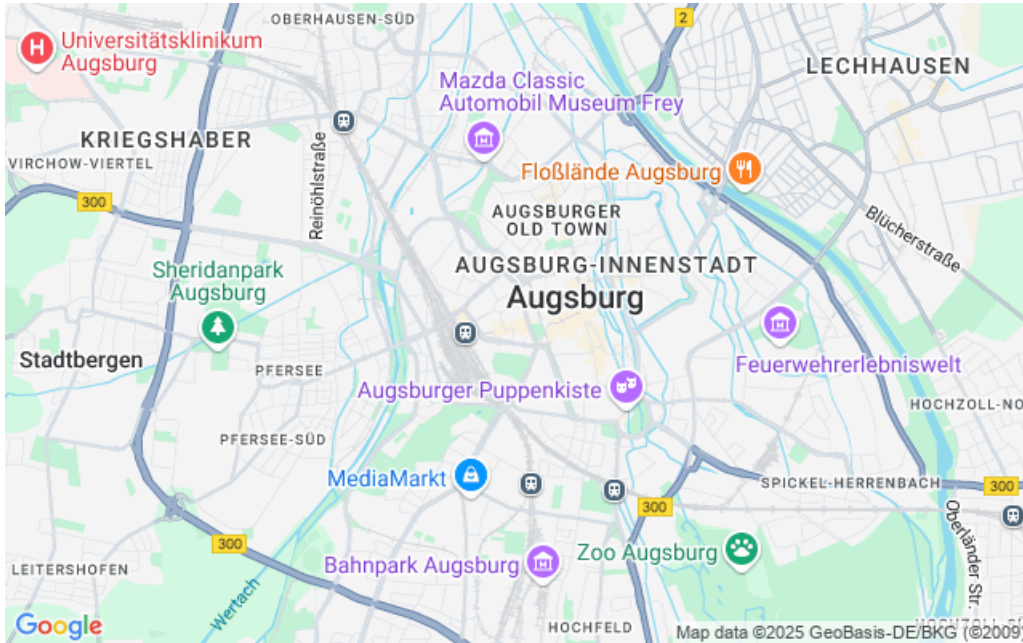 OBERHAUSEN-SÜD
2
Universitätsklinikum
Augsburg
LECHHAUSEN
Mazda Classic
Automobil Museum Frey
KRIEGSHABER
VIRCHOW-VIERTEL
Reinöhlstraße
Floßlände Augsburg
300
AUGSBURGER
OLD TOWN
Blücherstraße
Sheridanpark
Augsburg
AUGSBURG-INNENSTADT
Augsburg
Stadtbergen
PFERSEE
Feuerwehrerlebniswelt
Augsburger Puppenkiste
HOCHZOLL-NO
PFERSEE-SÜD
MediaMarkt
SPICKEL-HERRENBACH
300
300
Oberländer Str.
300
Zoo Augsburg
Bahnpark Augsburg
LEITERSHOFEN
Wertach
HOCHFELD
Google
Map data ©2025 GeoBasis-DE/BKG (©2009